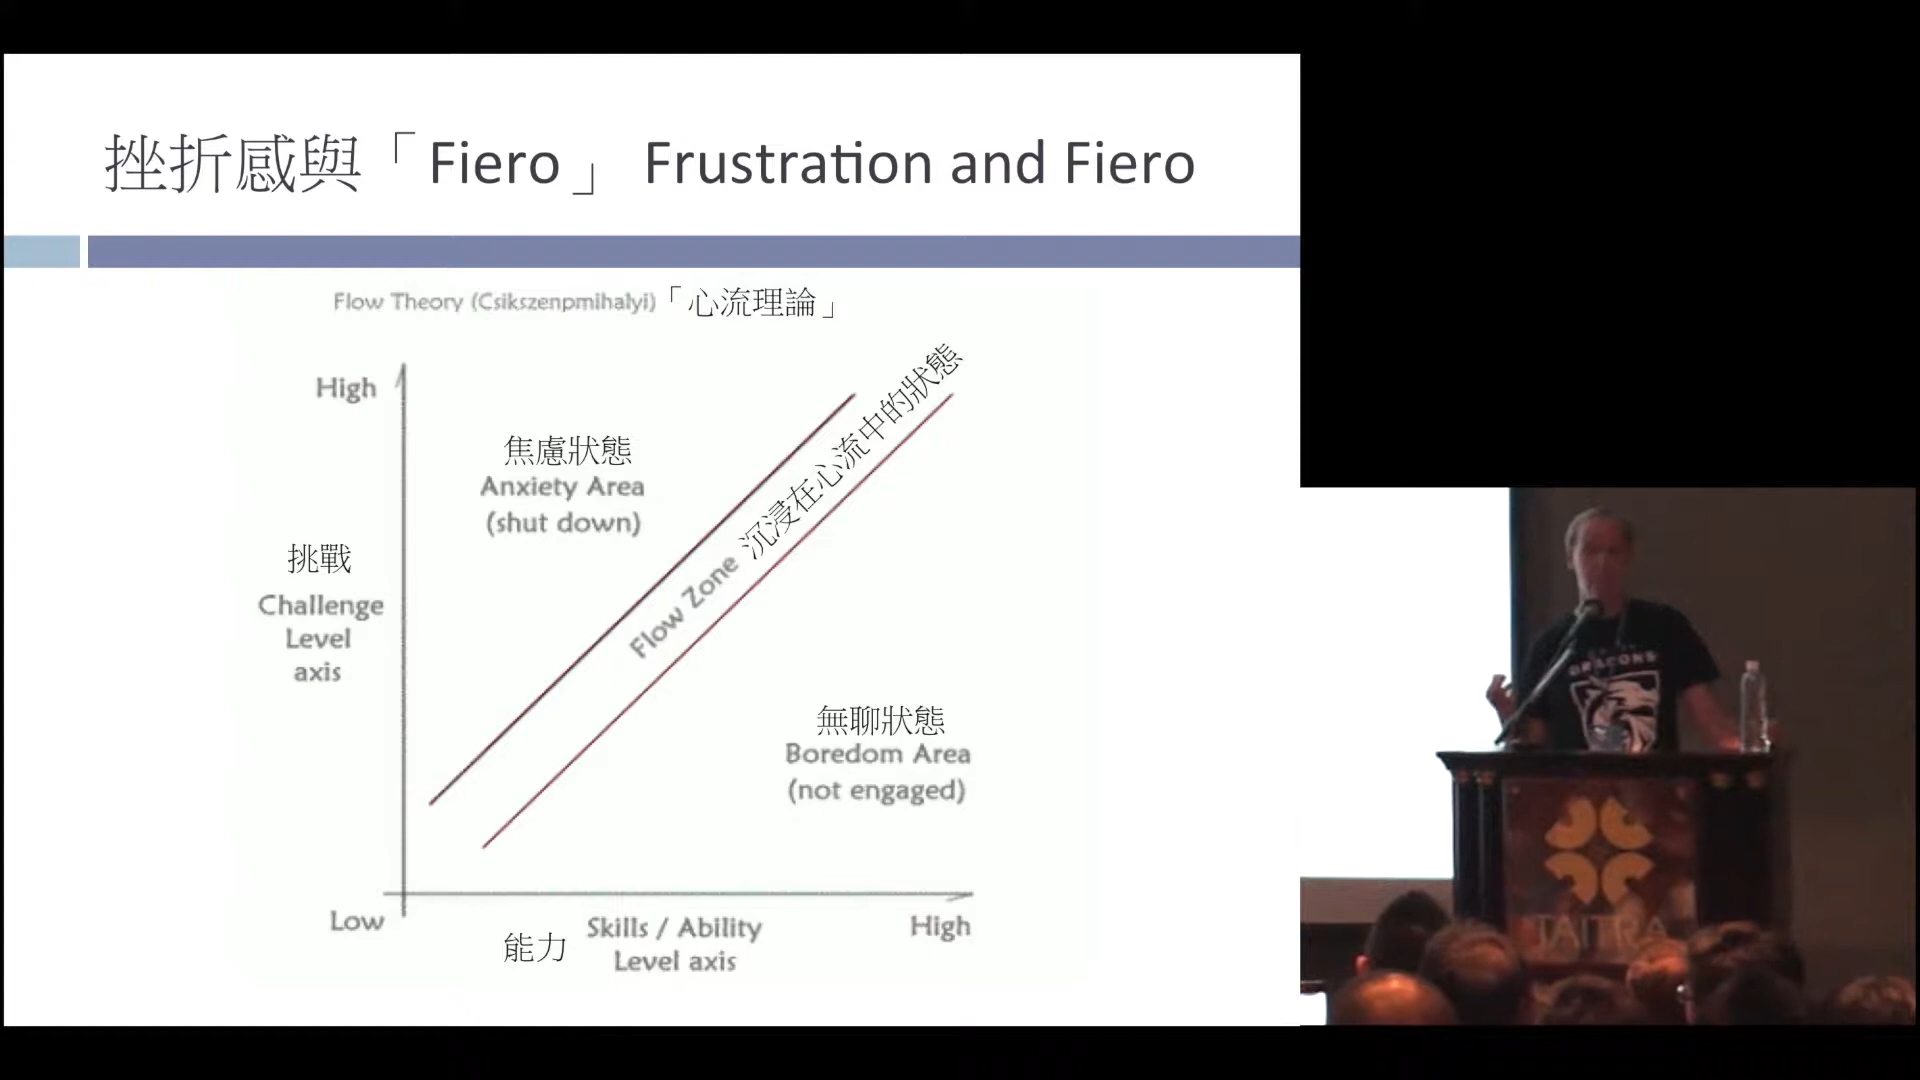 挫折感與「Fiero」 Frustration and Fiero
Flow Theory (Csikszenpmihalyi)「心流理論」
High
焦慮狀態
Anxiety Area
(shut down)
挑戰
Challenge
Level
axis
Flow Zone 沉浸在心流中的狀態
無聊狀態
Boredom Area
(not engaged)
Low
能力
Skills / Ability
Level axis
High
DRAGONS
TAITRA